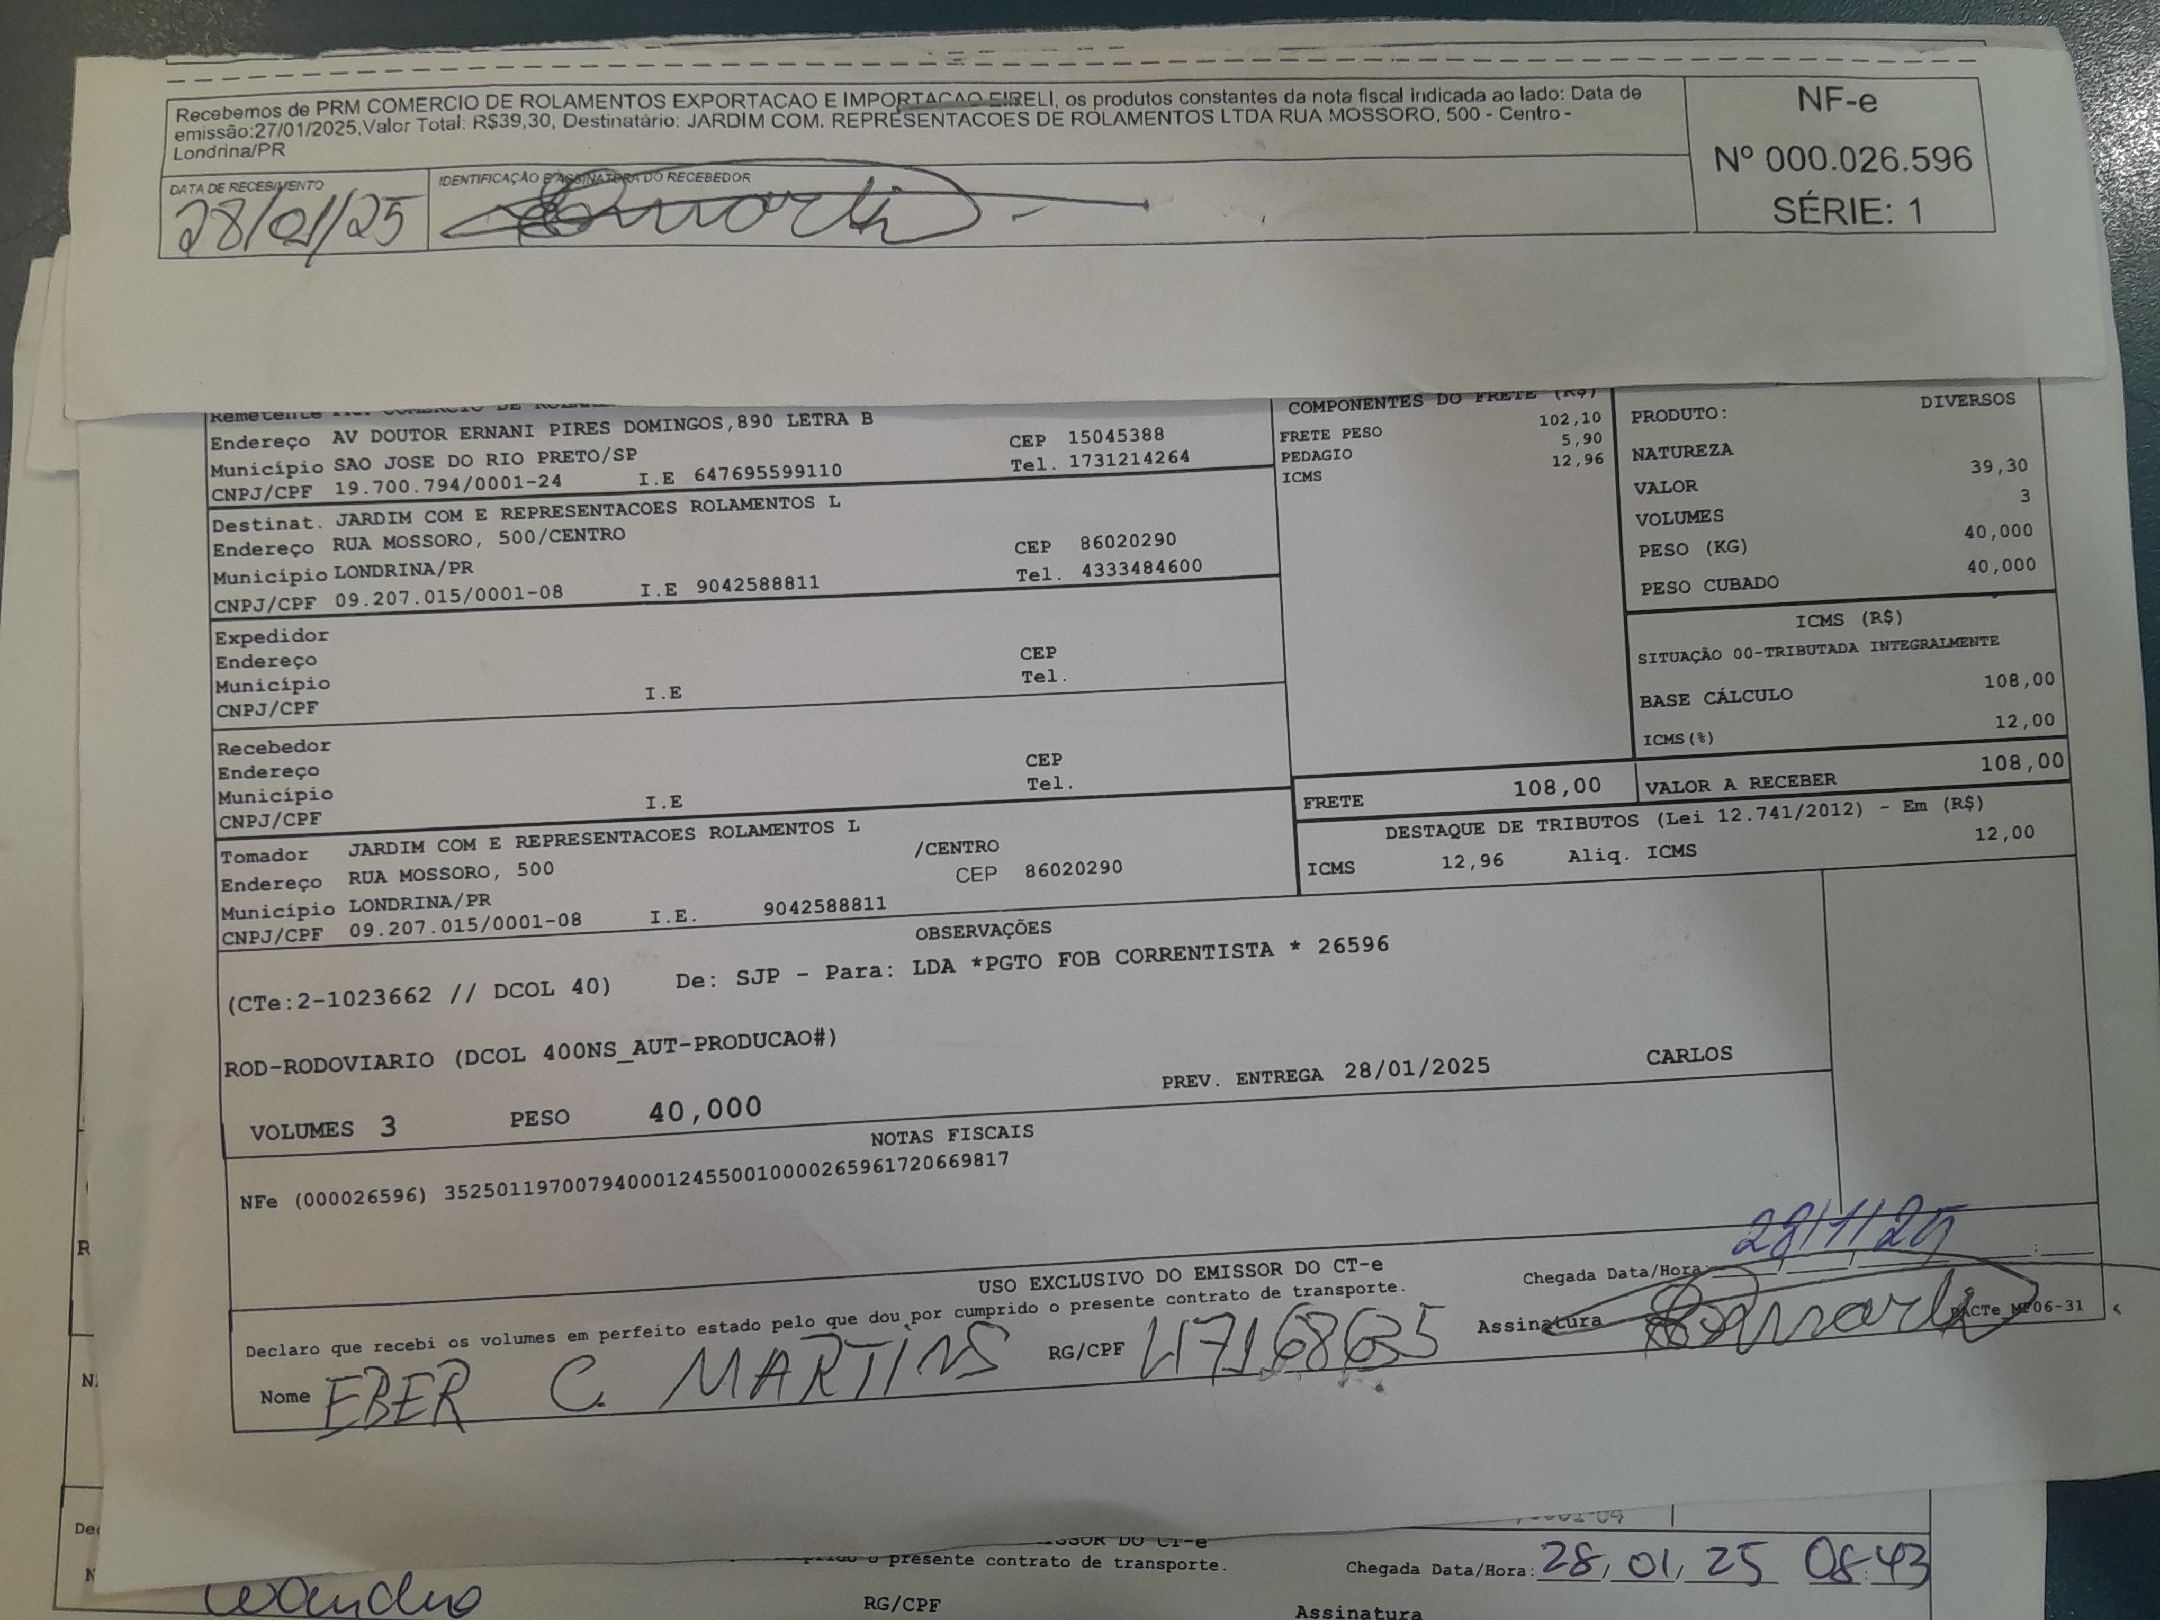 Recebemos de PRM COMERCIO DE ROLAMENTOS EXPORTACAO E IMPORTACAO EIRELI, os produtos constantes da nota fiscal indicada ao lado: Data de
emissão:27/01/2025,Valor Total: R$39,30, Destinatário: JARDIM COM. REPRESENTACOES DE ROLAMENTOS LTDA RUA MOSSORO, 500 - Centro -
Londrina/PR
NF-e
Nº 000.026.596
SÉRIE: 1
DATA DE RECEBIMENTO
28/01/25
IDENTIFICAÇÃO E ASSINATURA DO RECEBEDOR
Remetente COMERCIO DE
Endereço AV DOUTOR ERNANI PIRES DOMINGOS,890 LETRA B
CEP 15045388
Município SAO JOSE DO RIO PRETO/SP
Tel. 1731214264
CNPJ/CPF 19.700.794/0001-24 I.E 647695599110
Destinat. JARDIM COM E REPRESENTACOES ROLAMENTOS L
Endereço RUA MOSSORO, 500/CENTRO
CEP 86020290
Município LONDRINA/PR
Tel. 4333484600
CNPJ/CPF 09.207.015/0001-08 I.E 9042588811
Expedidor
Endereço CEP
Município Tel.
CNPJ/CPF I.E
Recebedor
Endereço CEP
Município Tel.
CNPJ/CPF I.E
Tomador JARDIM COM E REPRESENTACOES ROLAMENTOS L
Endereço RUA MOSSORO, 500 /CENTRO
Município LONDRINA/PR CEP 86020290
CNPJ/CPF 09.207.015/0001-08 I.E. 9042588811
COMPONENTES DO FRETE (R$)
FRETE PESO 102,10
PEDAGIO 5,90
ICMS 12,96
PRODUTO: DIVERSOS
NATUREZA
VALOR 39,30
VOLUMES 3
PESO (KG) 40,000
PESO CUBADO 40,000
ICMS (R$)
SITUAÇÃO 00-TRIBUTADA INTEGRALMENTE
BASE CÁLCULO 108,00
ICMS(%) 12,00
FRETE 108,00 VALOR A RECEBER 108,00
DESTAQUE DE TRIBUTOS (Lei 12.741/2012) - Em (R$)
ICMS 12,96 Aliq. ICMS 12,00
OBSERVAÇÕES
(CTe:2-1023662 // DCOL 40) De: SJP - Para: LDA *PGTO FOB CORRENTISTA * 26596
ROD-RODOVIARIO (DCOL 400NS_AUT-PRODUCAO#)
PREV. ENTREGA 28/01/2025 CARLOS
VOLUMES 3 PESO 40,000
NOTAS FISCAIS
NFe (000026596) 35250119700794000124550010000265961720669817
USO EXCLUSIVO DO EMISSOR DO CT-e
Declaro que recebi os volumes em perfeito estado pelo que dou por cumprido o presente contrato de transporte.
Chegada Data/Hora: 28/1/25
Nome EBER C. MARTINS RG/CPF 47168635 Assinatura
DACTe MP06-31
DO CT-e
o presente contrato de transporte.
Chegada Data/Hora: 28/01/25 08:43
RG/CPF
Assinatura